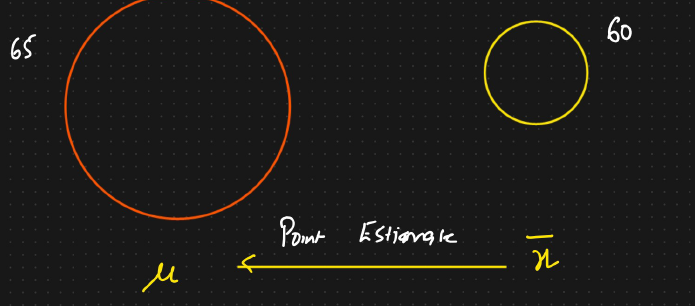 65
60
Point Estimate
x̄
μ